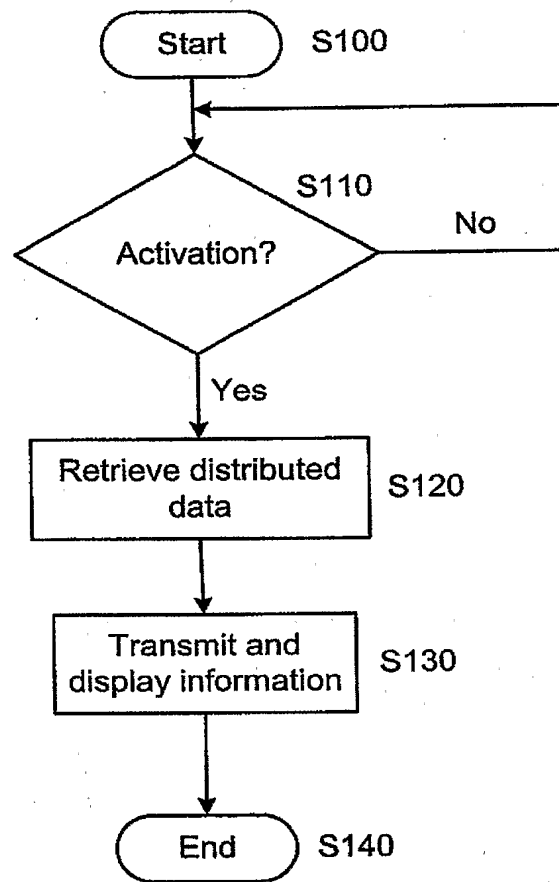 Start
S100
S110
Activation?
No
Yes
Retrieve distributed
data
S120
Transmit and
display information
S130
End
S140